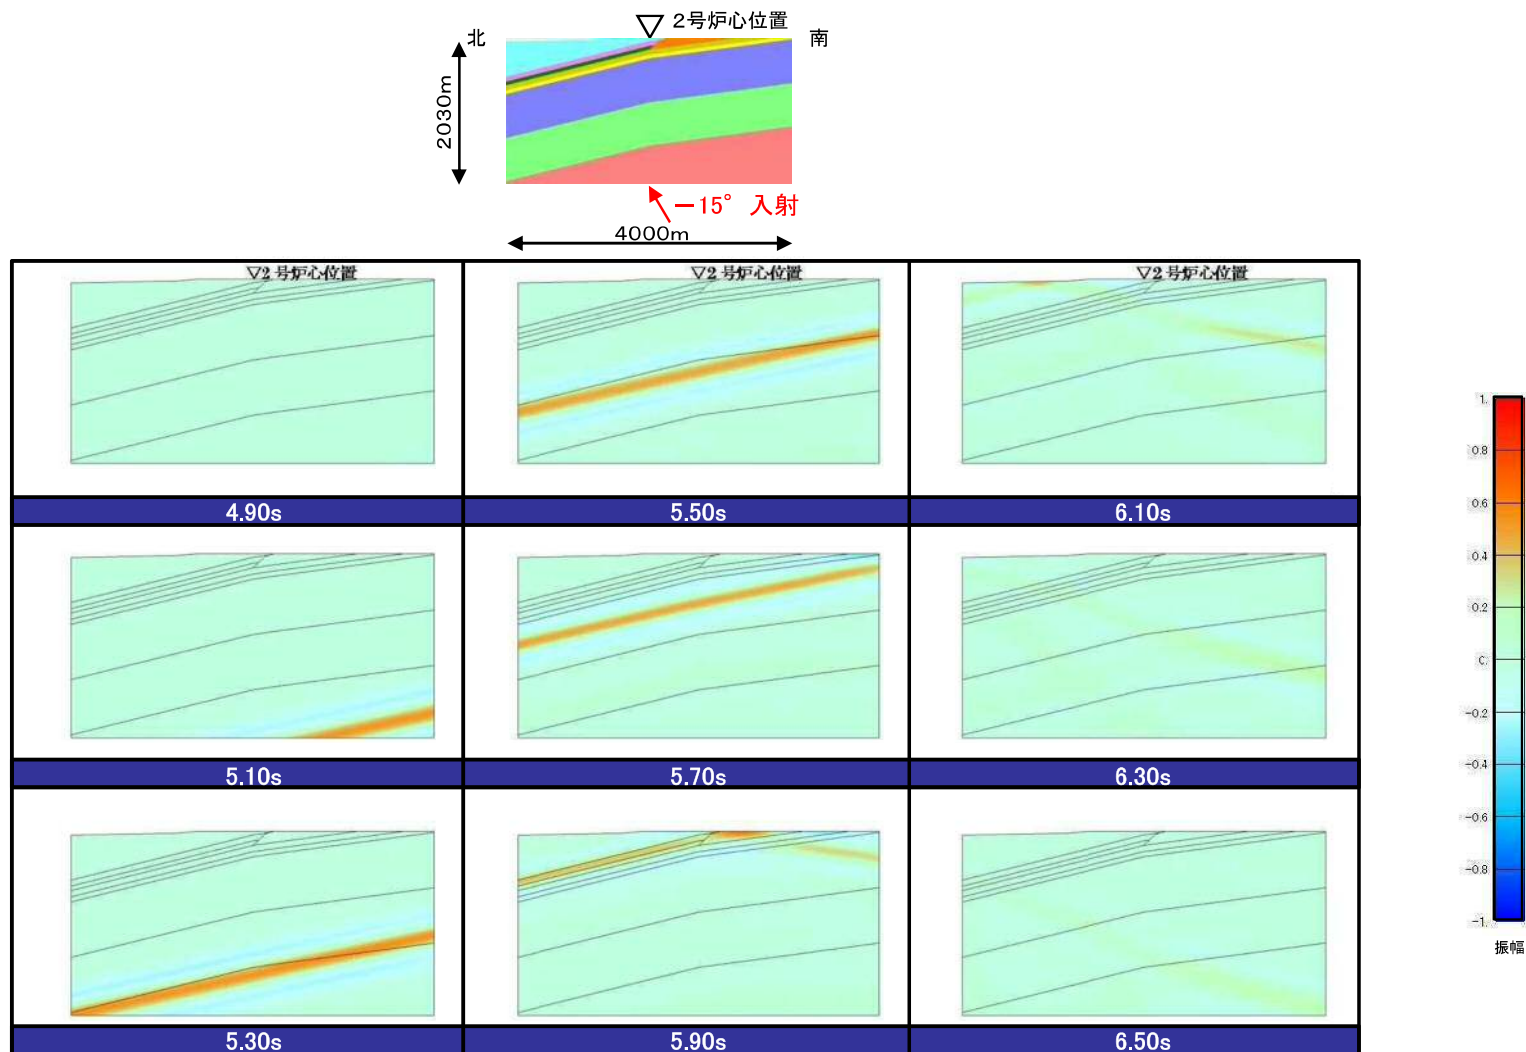 2号炉心位置
北
南
2030m
－15° 入射
4000m
▽2 号炉心位置
▽2 号炉心位置
▽2 号炉心位置
4.90s
5.50s
6.10s
5.10s
5.70s
6.30s
5.30s
5.90s
6.50s
1.
0.8
0.6
0.4
0.2
0.
-0.2
-0.4
-0.6
-0.8
-1.
振幅